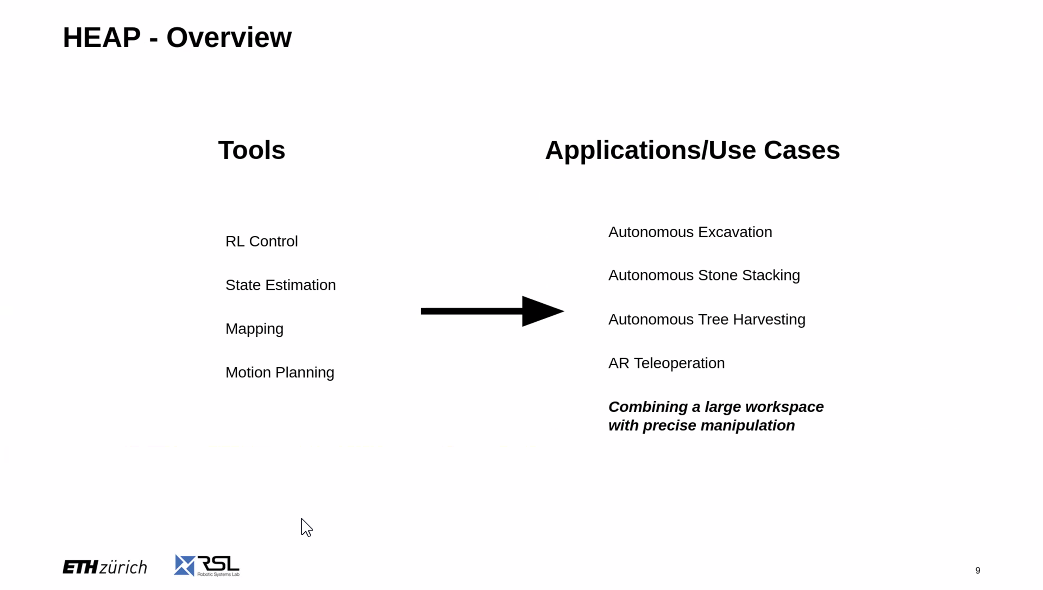 HEAP - Overview
Tools
Applications/Use Cases
RL Control
State Estimation
Mapping
Motion Planning
Autonomous Excavation
Autonomous Stone Stacking
Autonomous Tree Harvesting
AR Teleoperation
Combining a large workspace
with precise manipulation
ETH zürich
RSL
Robotic Systems Lab
9